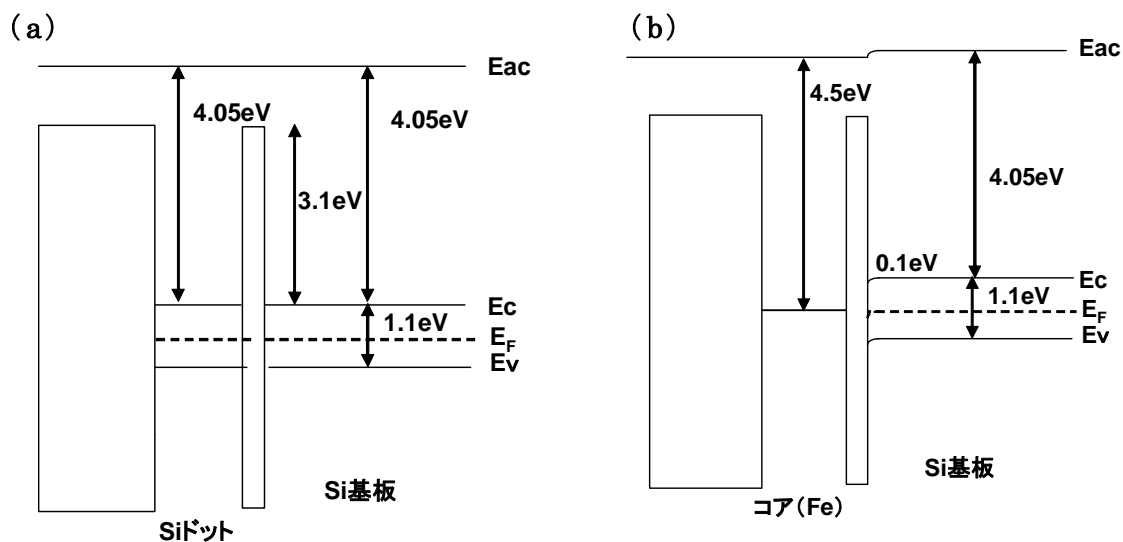 (a)
Eac
4.05eV
4.05eV
3.1eV
Ec
1.1eV
EF
Ev
Si基板
Siドット
(b)
Eac
4.5eV
4.05eV
0.1eV
Ec
1.1eV
EF
Ev
Si基板
コア(Fe)